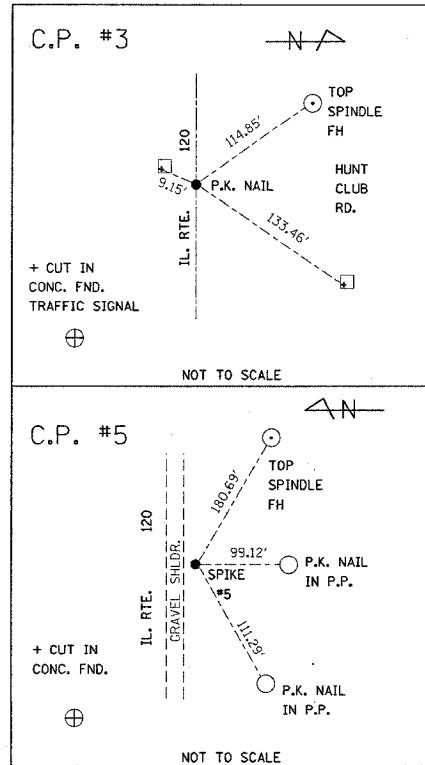 C.P. #3
N
TOP
SPINDLE
FH
114.85'
IL. RTE. 120
9.15'
P.K. NAIL
HUNT
CLUB
RD.
133.46'
+ CUT IN
CONC. FND.
TRAFFIC SIGNAL
NOT TO SCALE
C.P. #5
N
TOP
SPINDLE
FH
180.69'
IL. RTE. 120
GRAVEL SHLDR.
99.12'
SPIKE
#5
P.K. NAIL
IN P.P.
111.29'
+ CUT IN
CONC. FND.
P.K. NAIL
IN P.P.
NOT TO SCALE